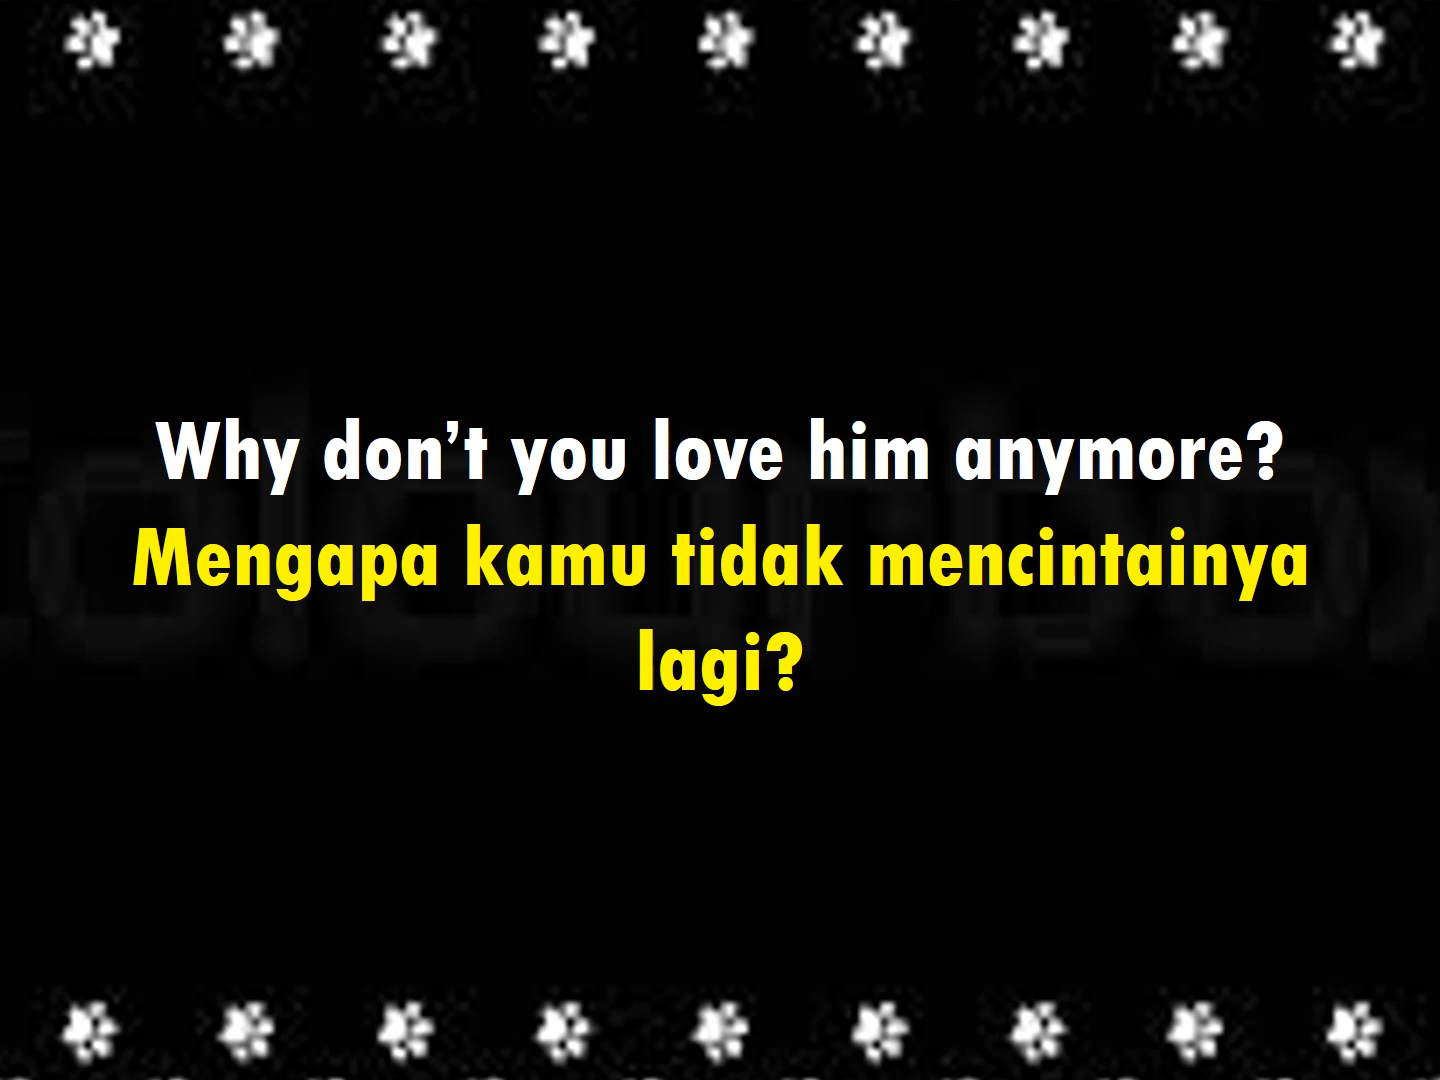 Why don’t you love him anymore?
Mengapa kamu tidak mencintainya
lagi?